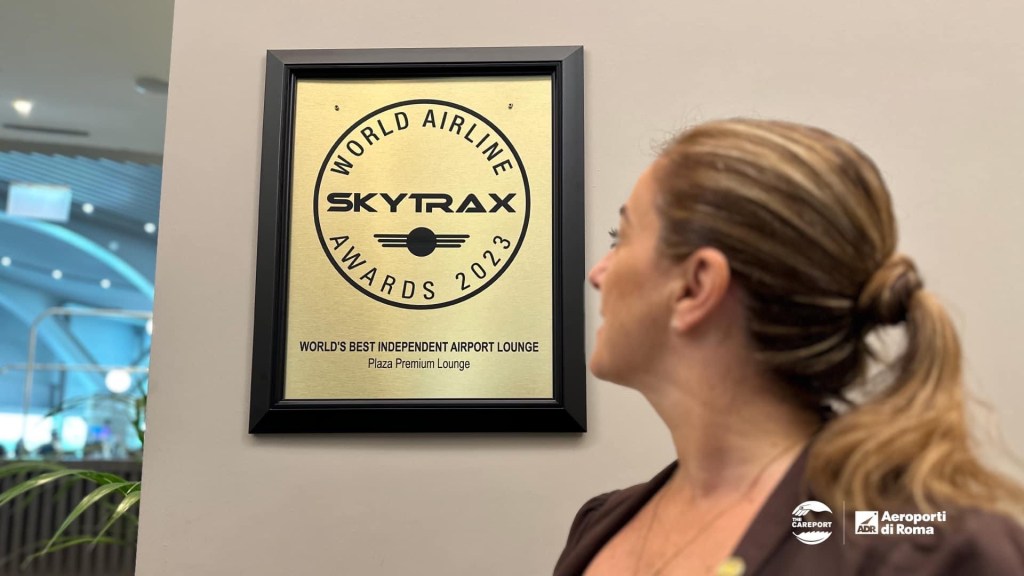 WORLD AIRLINE
SKYTRAX
AWARDS 2023
WORLD'S BEST INDEPENDENT AIRPORT LOUNGE
Plaza Premium Lounge
THE
CAREPORT
ADR
Aeroporti
di Roma